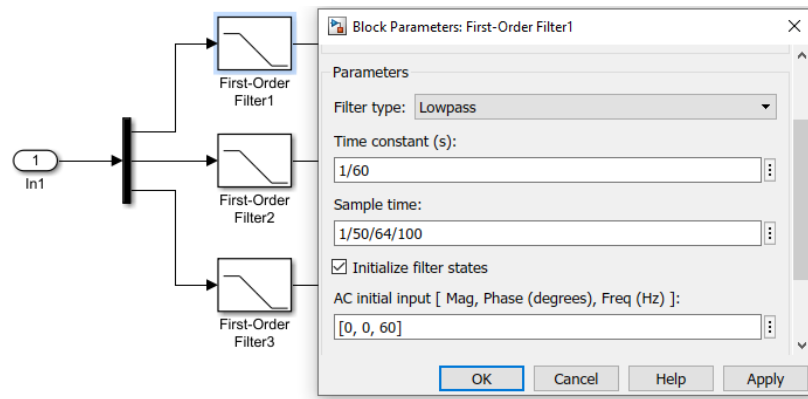 1
In1
First-Order
Filter1
First-Order
Filter2
First-Order
Filter3
Block Parameters: First-Order Filter1
Parameters
Filter type: Lowpass
Time constant (s):
1/60
Sample time:
1/50/64/100
Initialize filter states
AC initial input [ Mag, Phase (degrees), Freq (Hz) ]:
[0, 0, 60]
OK Cancel Help Apply